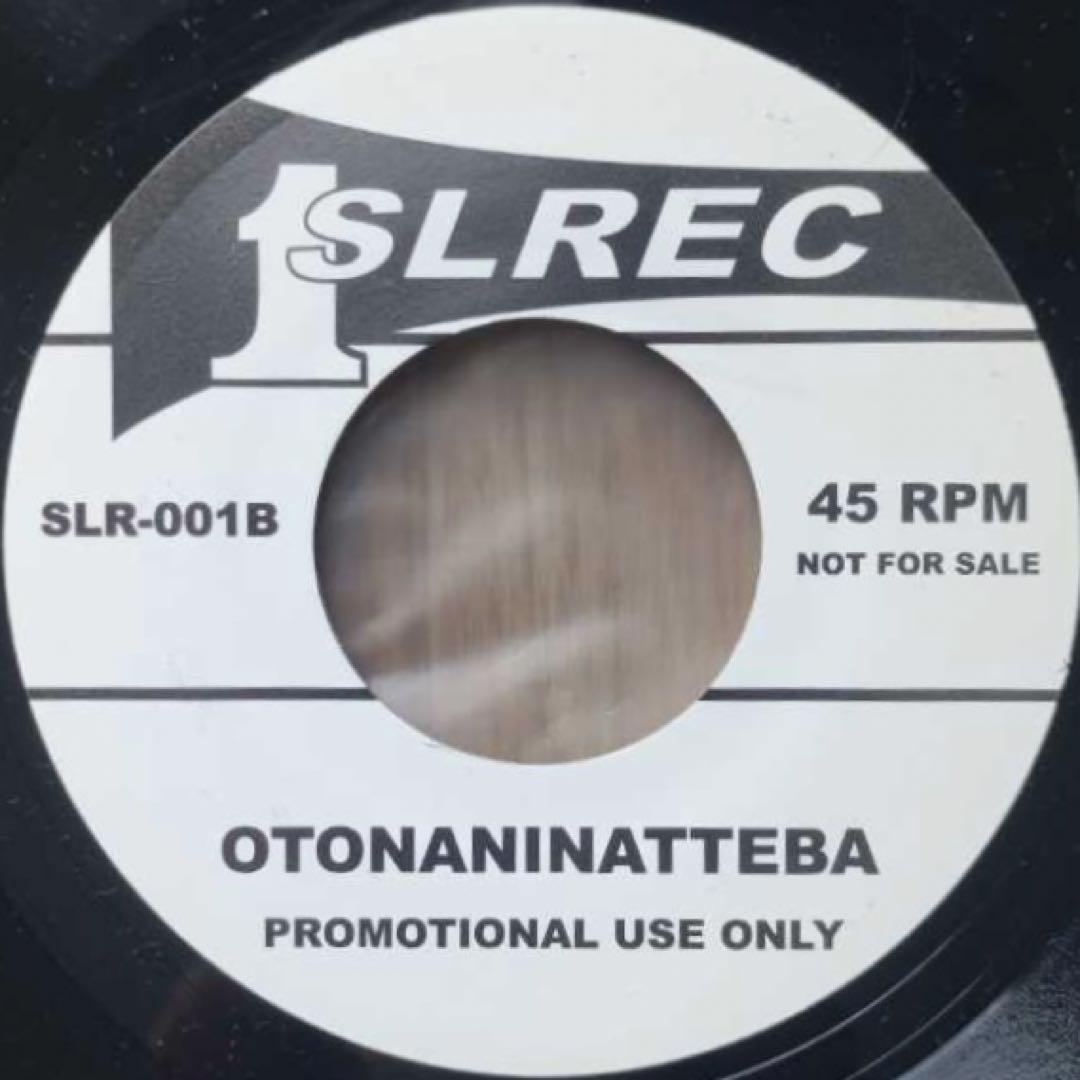 1SLREC
SLR-001B
45 RPM
NOT FOR SALE
OTONANINATTEBA
PROMOTIONAL USE ONLY